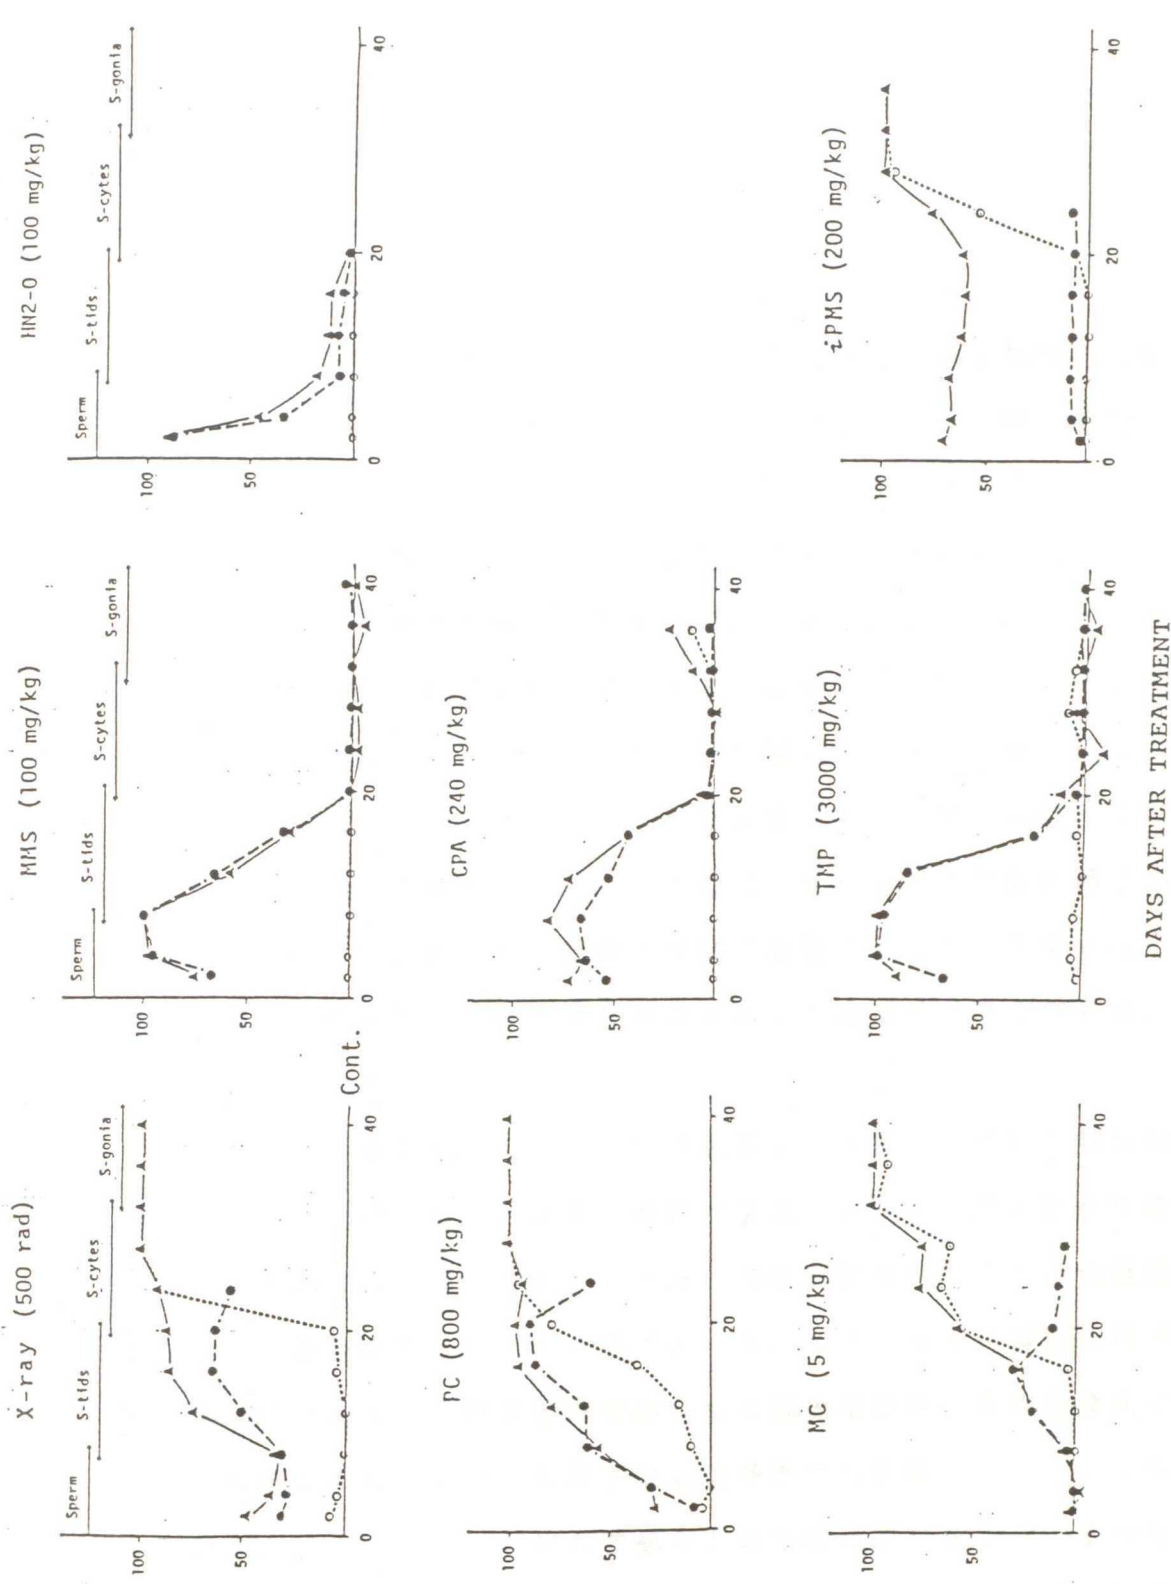 X-ray (500 rad)
Sperm
S-tids
S-cytes
S-gonia
100
50
0
20
40
Cont.
MMS (100 mg/kg)
Sperm
S-tids
S-cytes
S-gonia
100
50
0
20
40
HN2-O (100 mg/kg)
Sperm
S-tids
S-cytes
S-gonia
100
50
0
20
40
PC (800 mg/kg)
100
50
0
20
40
CPA (240 mg/kg)
100
50
0
20
40
MC (5 mg/kg)
100
50
0
20
40
TMP (3000 mg/kg)
100
50
0
20
40
iPMS (200 mg/kg)
100
50
0
20
40
DAYS AFTER TREATMENT